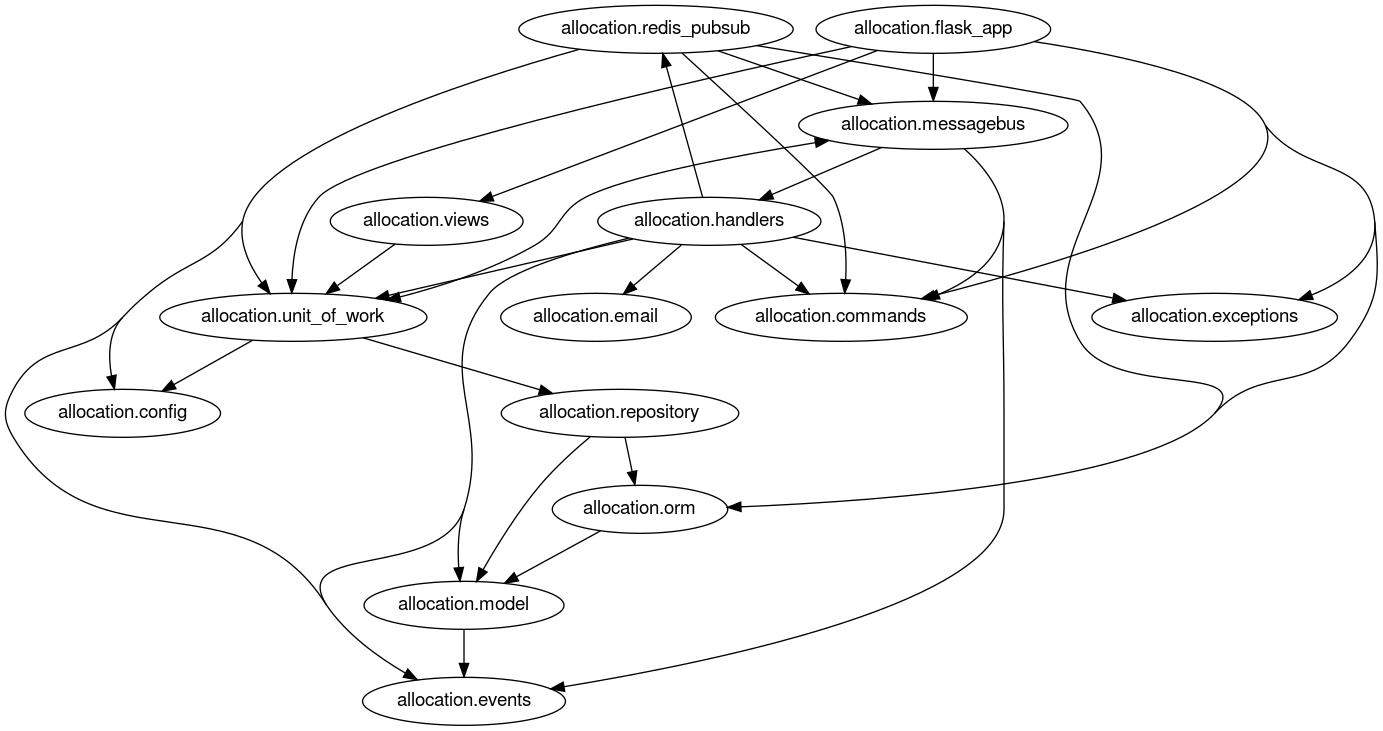 allocation.redis_pubsub
allocation.flask_app
allocation.messagebus
allocation.views
allocation.handlers
allocation.unit_of_work
allocation.email
allocation.commands
allocation.exceptions
allocation.config
allocation.repository
allocation.orm
allocation.model
allocation.events